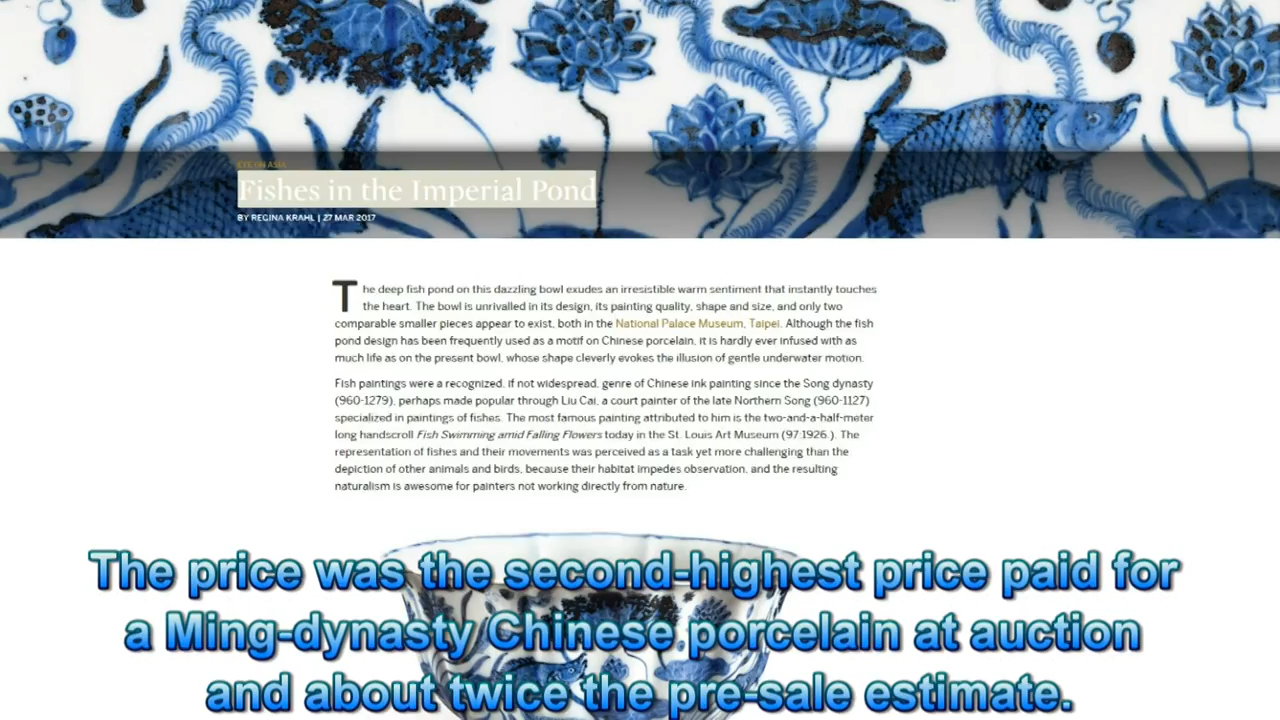 EYE ON ASIA
Fishes in the Imperial Pond
BY REGINA KRAHL | 27 MAR 2017
The deep fish pond on this dazzling bowl exudes an irresistible warm sentiment that instantly touches
the heart. The bowl is unrivalled in its design, its painting quality, shape and size, and only two
comparable smaller pieces appear to exist, both in the National Palace Museum, Taipei. Although the fish
pond design has been frequently used as a motif on Chinese porcelain, it is hardly ever infused with as
much life as on the present bowl, whose shape cleverly evokes the illusion of gentle underwater motion.
Fish paintings were a recognized, if not widespread, genre of Chinese ink painting since the Song dynasty
(960-1279), perhaps made popular through Liu Cai, a court painter of the late Northern Song (960-1127)
specialized in paintings of fishes. The most famous painting attributed to him is the two-and-a-half-meter
long handscroll Fish Swimming amid Falling Flowers today in the St. Louis Art Museum (97.1926.). The
representation of fishes and their movements was perceived as a task yet more challenging than the
depiction of other animals and birds, because their habitat impedes observation, and the resulting
naturalism is awesome for painters not working directly from nature.
The price was the second-highest price paid for
a Ming-dynasty Chinese porcelain at auction
and about twice the pre-sale estimate.